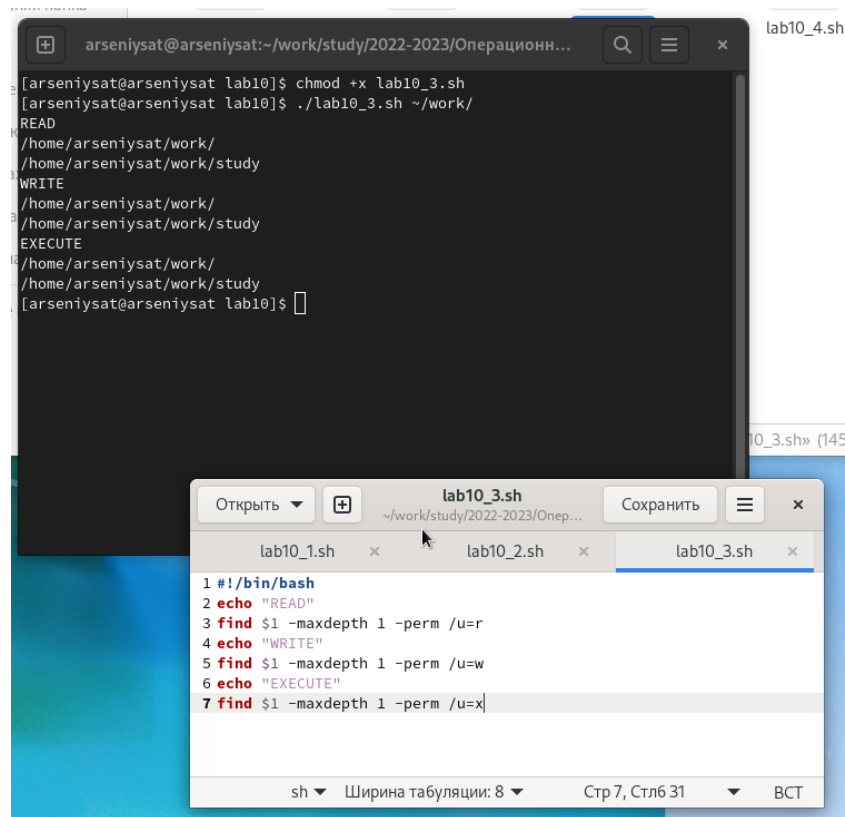 lab10_4.sh
arseniysat@arseniysat:~/work/study/2022-2023/Операционн...
[arseniysat@arseniysat lab10]$ chmod +x lab10_3.sh
[arseniysat@arseniysat lab10]$ ./lab10_3.sh ~/work/
READ
/home/arseniysat/work/
/home/arseniysat/work/study
WRITE
/home/arseniysat/work/
/home/arseniysat/work/study
EXECUTE
/home/arseniysat/work/
/home/arseniysat/work/study
[arseniysat@arseniysat lab10]$
10_3.sh» (145
Открыть
lab10_3.sh
~/work/study/2022-2023/Опер...
Сохранить
lab10_1.sh lab10_2.sh lab10_3.sh
1 #!/bin/bash
2 echo "READ"
3 find $1 -maxdepth 1 -perm /u=r
4 echo "WRITE"
5 find $1 -maxdepth 1 -perm /u=w
6 echo "EXECUTE"
7 find $1 -maxdepth 1 -perm /u=x
sh Ширина табуляции: 8 Стр 7, Стлб 31 ВСТ